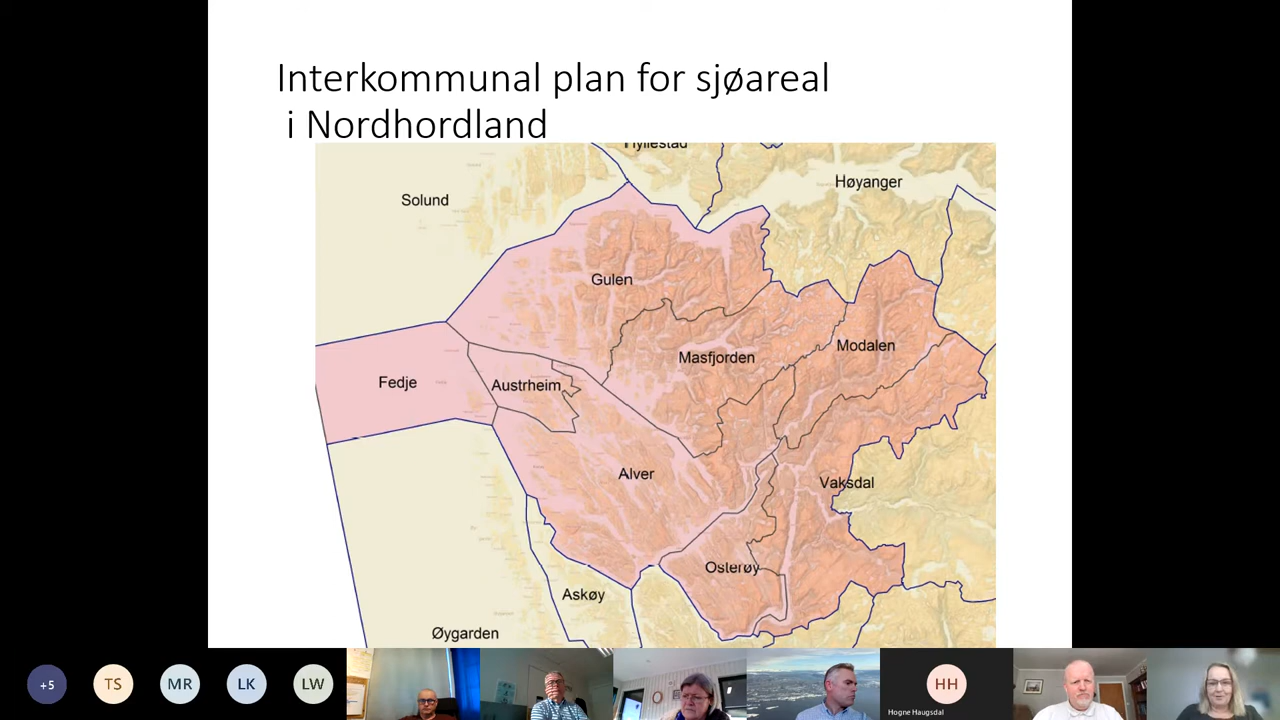 Interkommunal plan for sjøareal
i Nordhordland
Hyllestad
Solund
Høyanger
Gulen
Masfjorden
Modalen
Fedje
Austrheim
Alver
Vaksdal
Osterøy
Askøy
Øygarden
+5
TS
MR
LK
LW
HH
Hogne Haugsdal